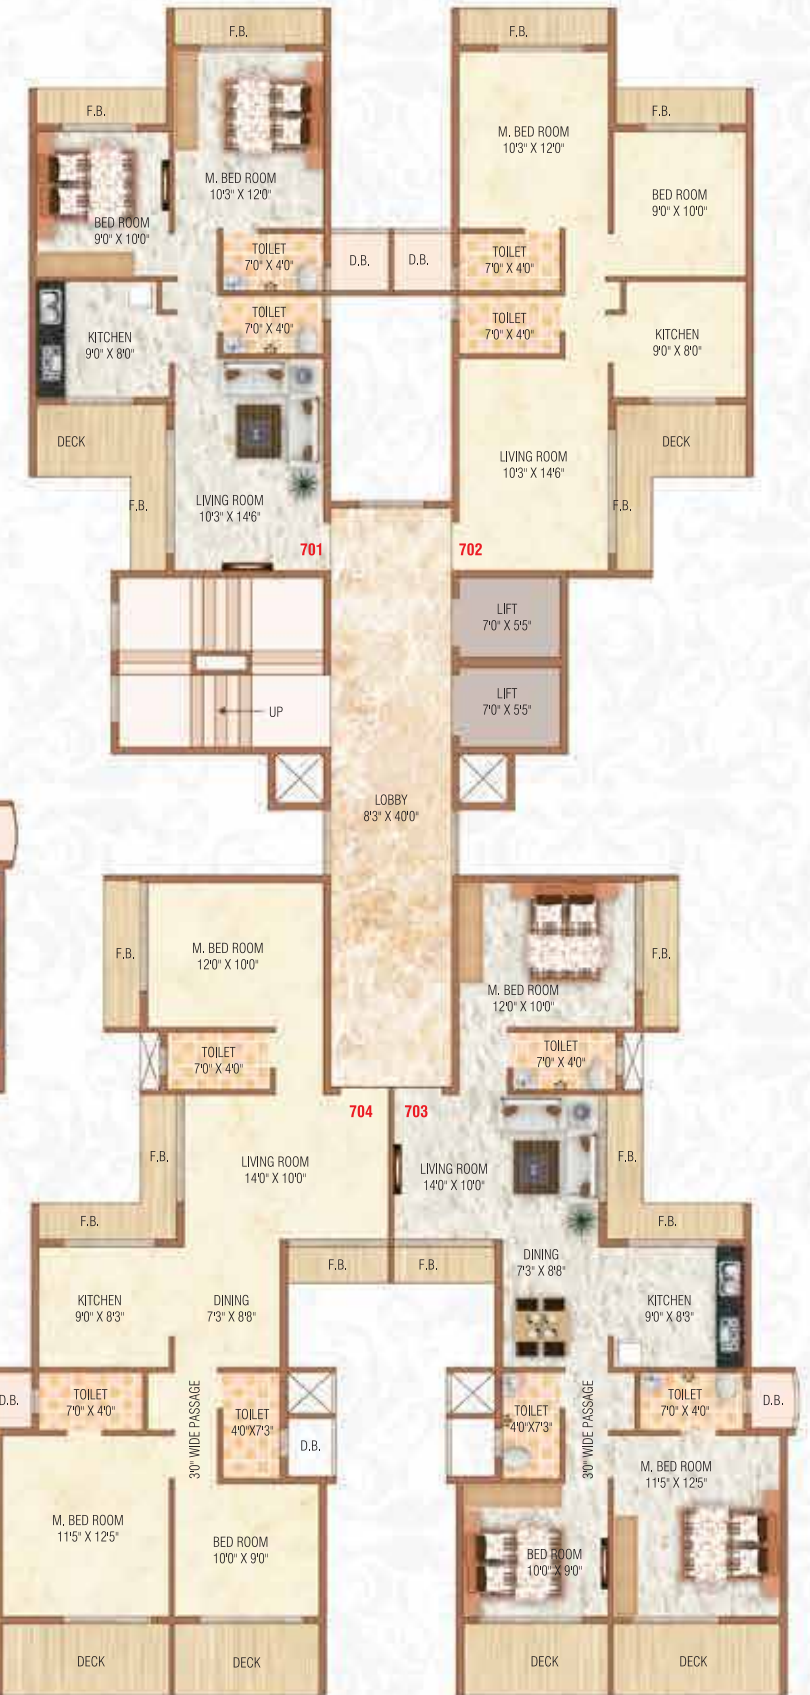 F.B.
F.B.
F.B.
F.B.
M. BED ROOM
10'3" X 12'0"
M. BED ROOM
10'3" X 12'0"
BED ROOM
9'0" X 10'0"
BED ROOM
9'0" X 10'0"
TOILET
7'0" X 4'0"
D.B.
D.B.
TOILET
7'0" X 4'0"
TOILET
7'0" X 4'0"
TOILET
7'0" X 4'0"
KITCHEN
9'0" X 8'0"
KITCHEN
9'0" X 8'0"
DECK
DECK
LIVING ROOM
10'3" X 14'6"
LIVING ROOM
10'3" X 14'6"
F.B.
F.B.
701
702
LIFT
7'0" X 5'5"
LIFT
7'0" X 5'5"
UP
LOBBY
8'3" X 40'0"
F.B.
M. BED ROOM
12'0" X 10'0"
M. BED ROOM
12'0" X 10'0"
F.B.
TOILET
7'0" X 4'0"
TOILET
7'0" X 4'0"
704
703
F.B.
LIVING ROOM
14'0" X 10'0"
LIVING ROOM
14'0" X 10'0"
F.B.
F.B.
F.B.
F.B.
F.B.
KITCHEN
9'0" X 8'3"
DINING
7'3" X 8'8"
DINING
7'3" X 8'8"
KITCHEN
9'0" X 8'3"
D.B.
TOILET
7'0" X 4'0"
3'0" WIDE PASSAGE
TOILET
4'0"X7'3"
D.B.
TOILET
4'0"X7'3"
3'0" WIDE PASSAGE
TOILET
7'0" X 4'0"
D.B.
M. BED ROOM
11'5" X 12'5"
BED ROOM
10'0" X 9'0"
BED ROOM
10'0" X 9'0"
M. BED ROOM
11'5" X 12'5"
DECK
DECK
DECK
DECK